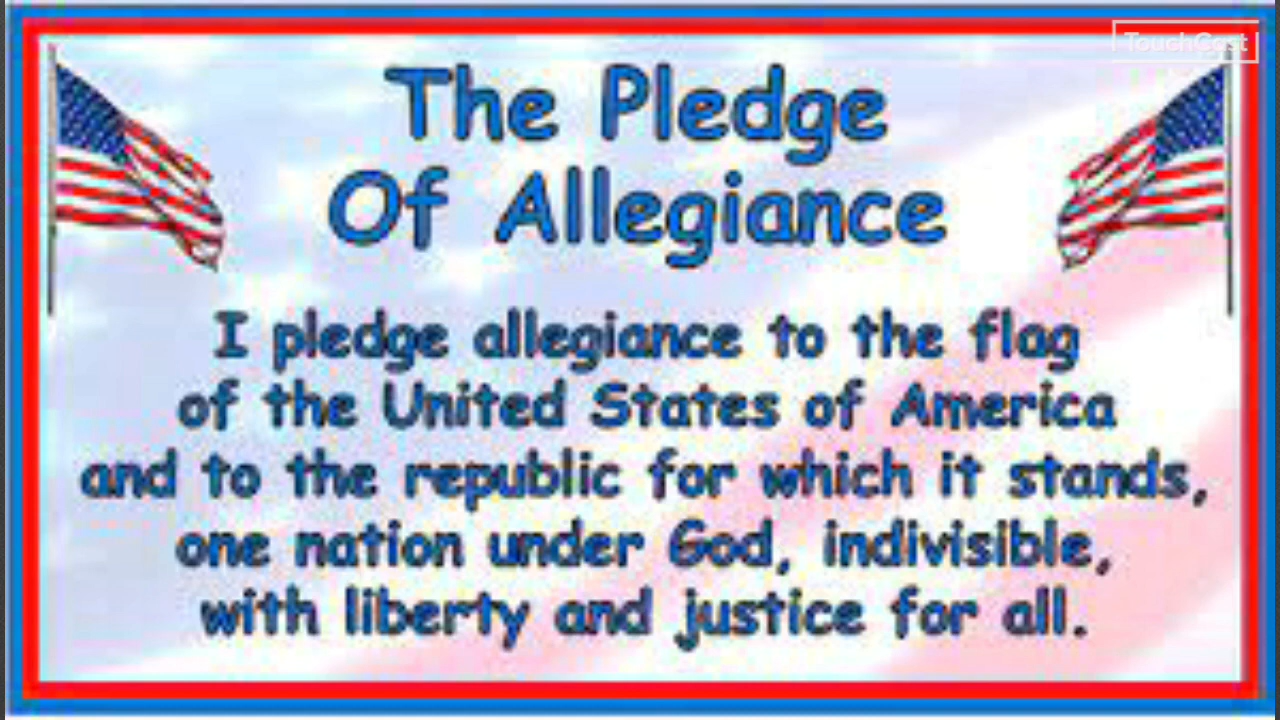 TouchCast
The Pledge
Of Allegiance
I pledge allegiance to the flag
of the United States of America
and to the republic for which it stands,
one nation under God, indivisible,
with liberty and justice for all.